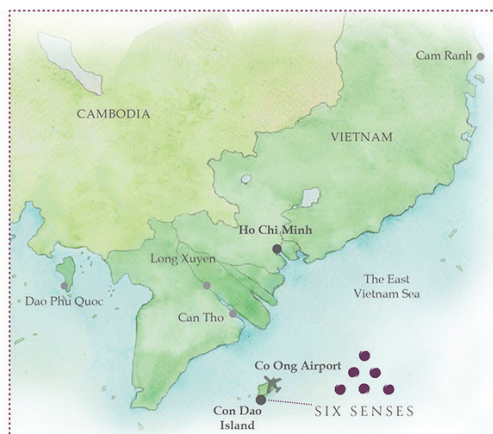 Cam Ranh
CAMBODIA
VIETNAM
Ho Chi Minh
Long Xuyen
The East
Vietnam Sea
Dao Phu Quoc
Can Tho
Co Ong Airport
Con Dao
Island
SIX SENSES